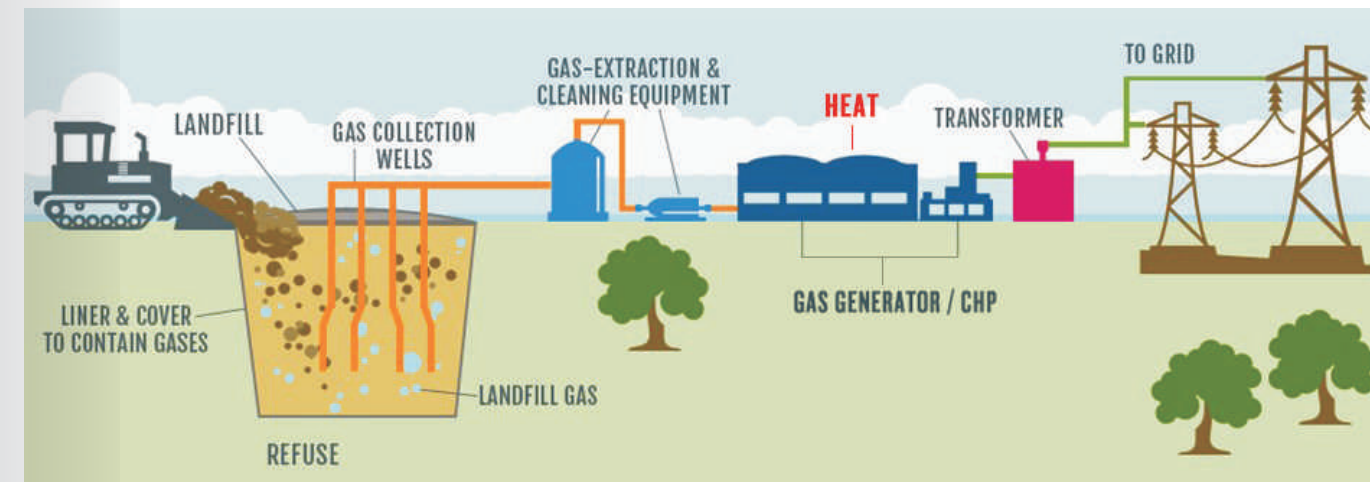 TO GRID
GAS-EXTRACTION &
CLEANING EQUIPMENT
HEAT
TRANSFORMER
LANDFILL
GAS COLLECTION
WELLS
GAS GENERATOR / CHP
LINER & COVER
TO CONTAIN GASES
LANDFILL GAS
REFUSE